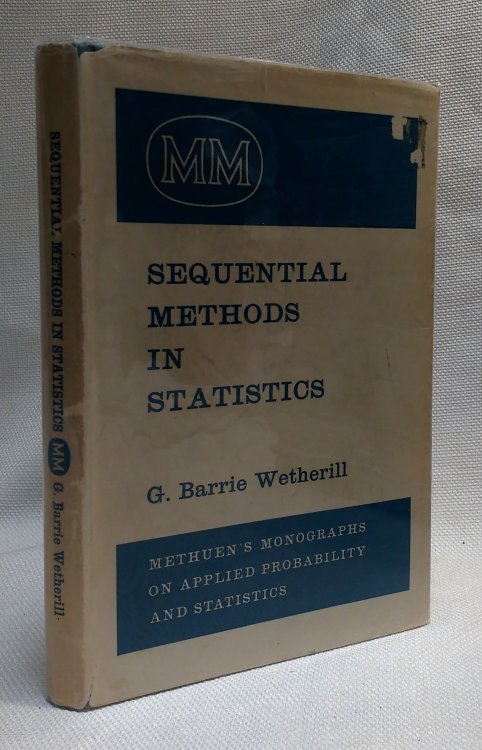 MM
SEQUENTIAL
METHODS
IN
STATISTICS
G. Barrie Wetherill
METHUEN'S MONOGRAPHS
ON APPLIED PROBABILITY
AND STATISTICS
SEQUENTIAL METHODS IN STATISTICS MM G. Barrie Wetherill